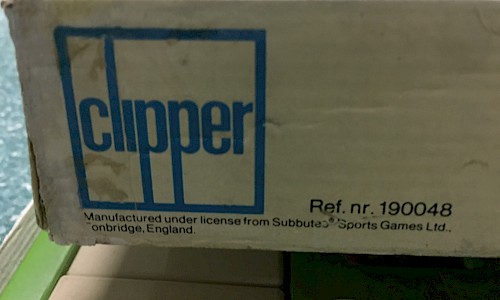 clipper
Ref. nr. 190048
Manufactured under license from Subbuteo® Sports Games Ltd.,
onbridge, England.